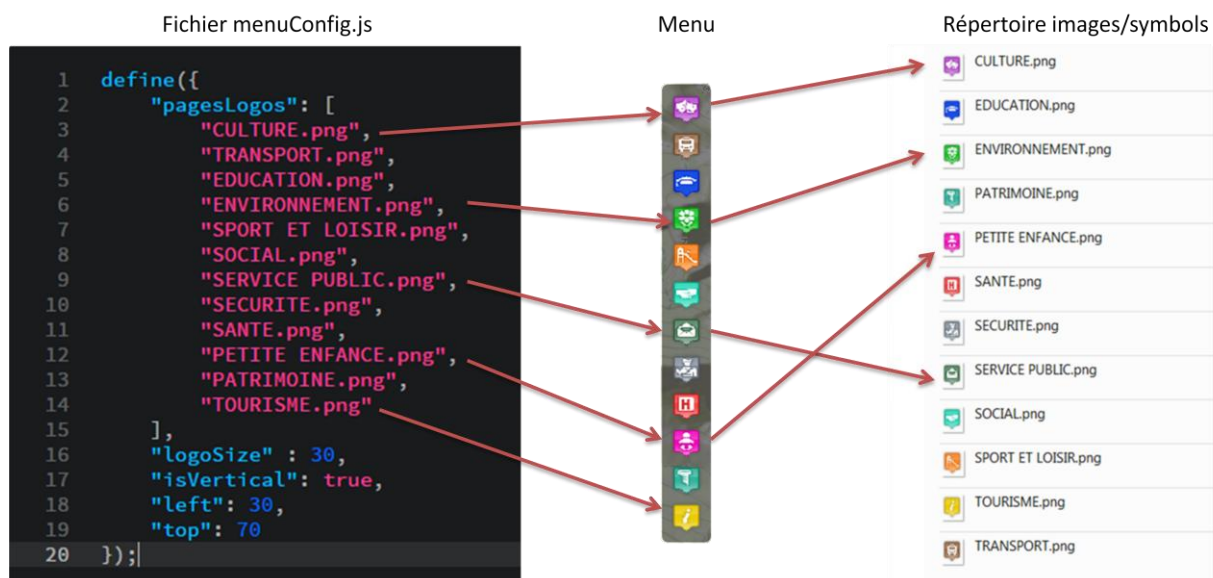 Fichier menuConfig.js
Menu
Répertoire images/symbols
1 define({
2 "pagesLogos": [
3 "CULTURE.png",
4 "TRANSPORT.png",
5 "EDUCATION.png",
6 "ENVIRONNEMENT.png",
7 "SPORT ET LOISIR.png",
8 "SOCIAL.png",
9 "SERVICE PUBLIC.png",
10 "SECURITE.png",
11 "SANTE.png",
12 "PETITE ENFANCE.png",
13 "PATRIMOINE.png",
14 "TOURISME.png"
15 ],
16 "logoSize" : 30,
17 "isVertical": true,
18 "left": 30,
19 "top": 70
20 });
CULTURE.png
EDUCATION.png
ENVIRONNEMENT.png
PATRIMOINE.png
PETITE ENFANCE.png
SANTE.png
SECURITE.png
SERVICE PUBLIC.png
SOCIAL.png
SPORT ET LOISIR.png
TOURISME.png
TRANSPORT.png